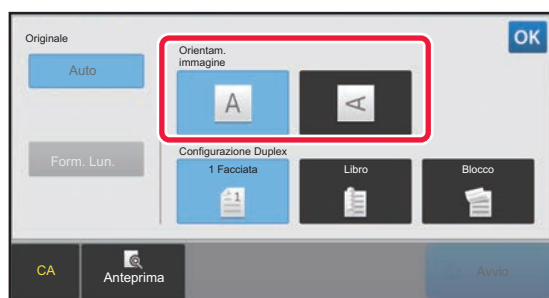 Originale
OK
Orientam.
immagine
Auto
A
A
Form. Lun.
Configurazione Duplex
1 Facciata
Libro
Blocco
1
CA
Anteprima
Avvio